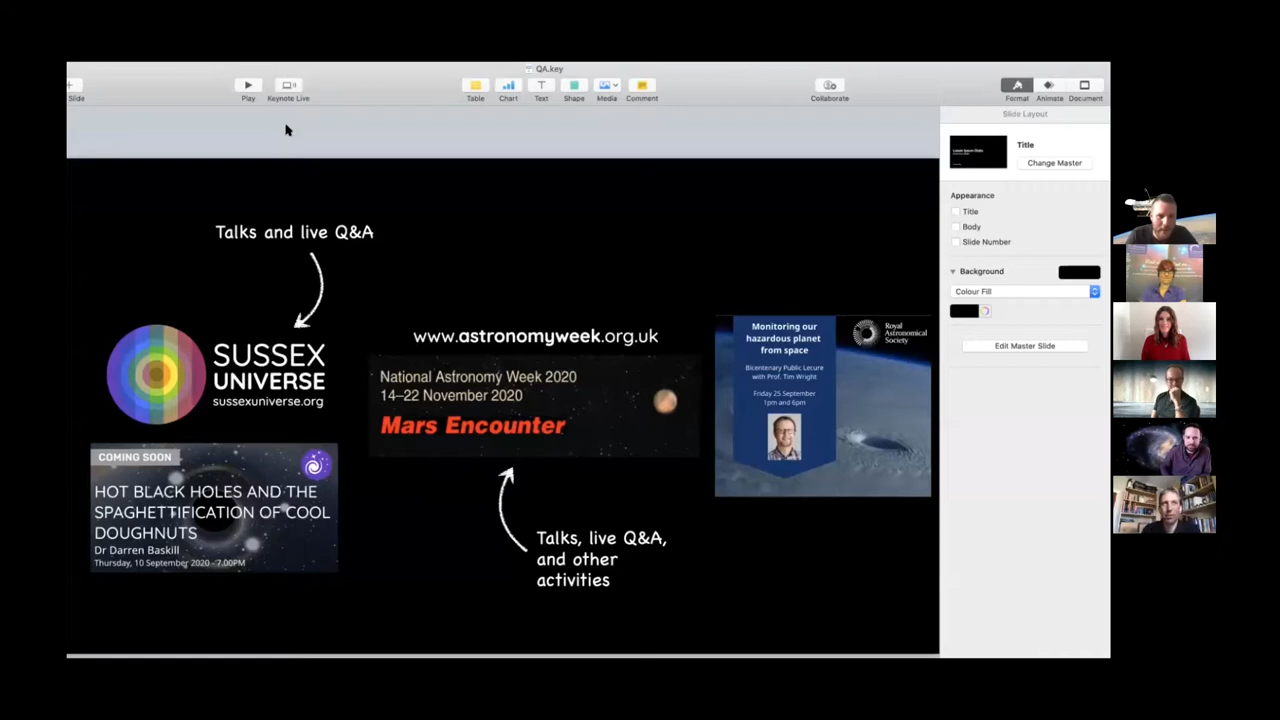 QA.key
Slide
Play
Keynote Live
Table
Chart
Text
Shape
Media
Comment
Collaborate
Format
Animate
Document
Slide Layout
Title
Change Master
Appearance
Title
Body
Slide Number
Background
Colour Fill
Edit Master Slide
Talks and live Q&A
SUSSEX
UNIVERSE
sussexuniverse.org
COMING SOON
HOT BLACK HOLES AND THE
SPAGHETTIFICATION OF COOL
DOUGHNUTS
Dr Darren Baskill
Thursday, 10 September 2020 - 7.00PM
www.astronomyweek.org.uk
National Astronomy Week 2020
14–22 November 2020
Mars Encounter
Talks, live Q&A,
and other
activities
Monitoring our
hazardous planet
from space
Bicentenary Public Lecure
with Prof. Tim Wright
Friday 25 September
1pm and 6pm
Royal
Astronomical
Society